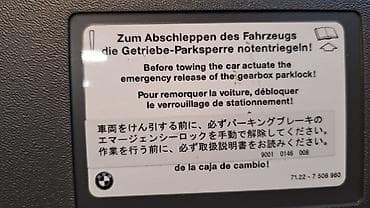 Zum Abschleppen des Fahrzeugs
die Getriebe-Parksperre notentriegeln!
Before towing the car actuate the
emergency release of the gearbox parklock!
Pour remorquer la voiture, débloquer
le verrouillage de stationnement!
車両をけん引する前に、必ずパーキングブレーキの
エマージェンシーロックを手動で解除してください。
作業を行う前に、必ず取扱説明書をお読みください。
9001 0146 008
de la caja de cambio!
BMW
71.22 - 7 508 960